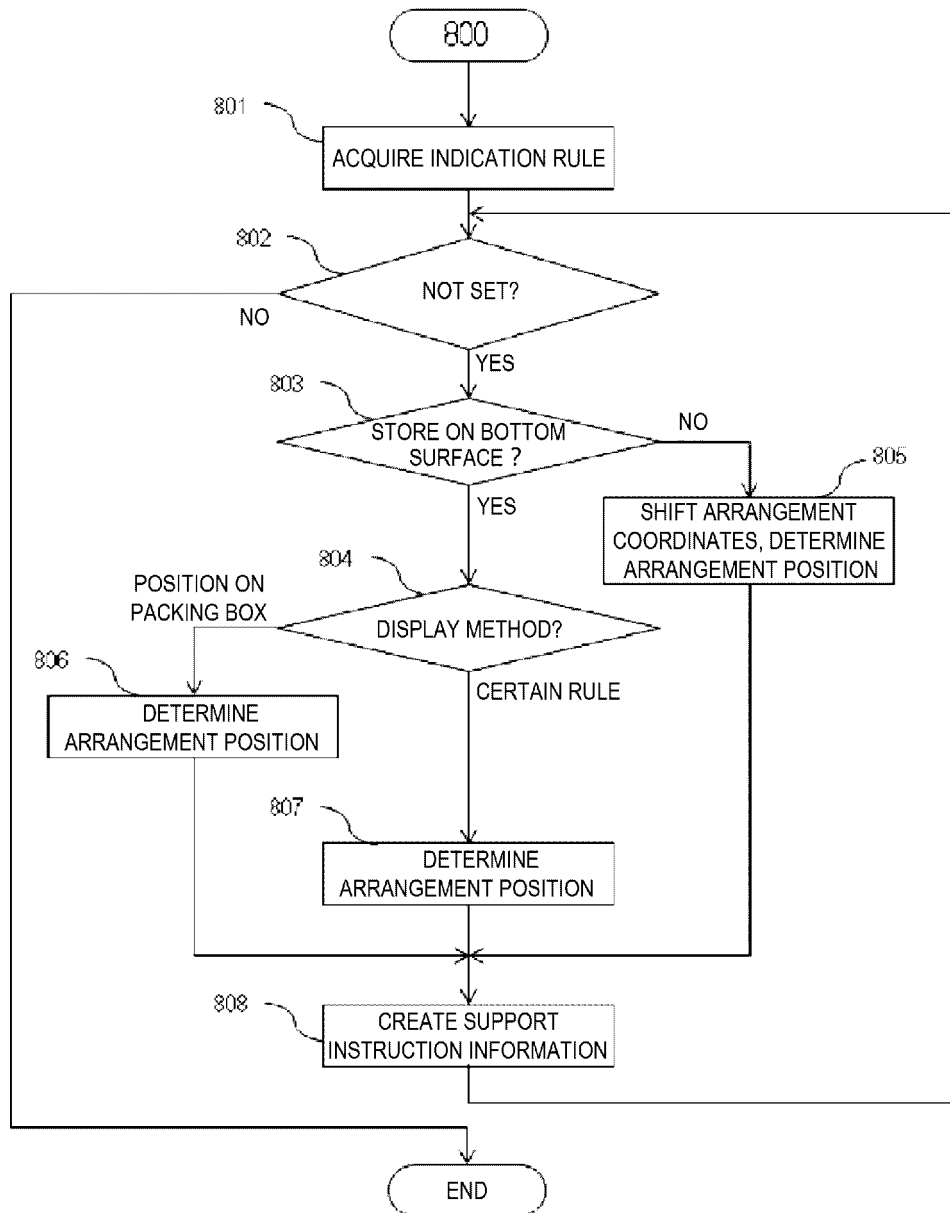 800
801
ACQUIRE INDICATION RULE
802
NOT SET?
NO
YES
803
STORE ON BOTTOM
SURFACE ?
NO
YES
805
SHIFT ARRANGEMENT
COORDINATES, DETERMINE
ARRANGEMENT POSITION
804
POSITION ON
PACKING BOX
DISPLAY METHOD?
806
CERTAIN RULE
DETERMINE
ARRANGEMENT POSITION
807
DETERMINE
ARRANGEMENT POSITION
808
CREATE SUPPORT
INSTRUCTION INFORMATION
END